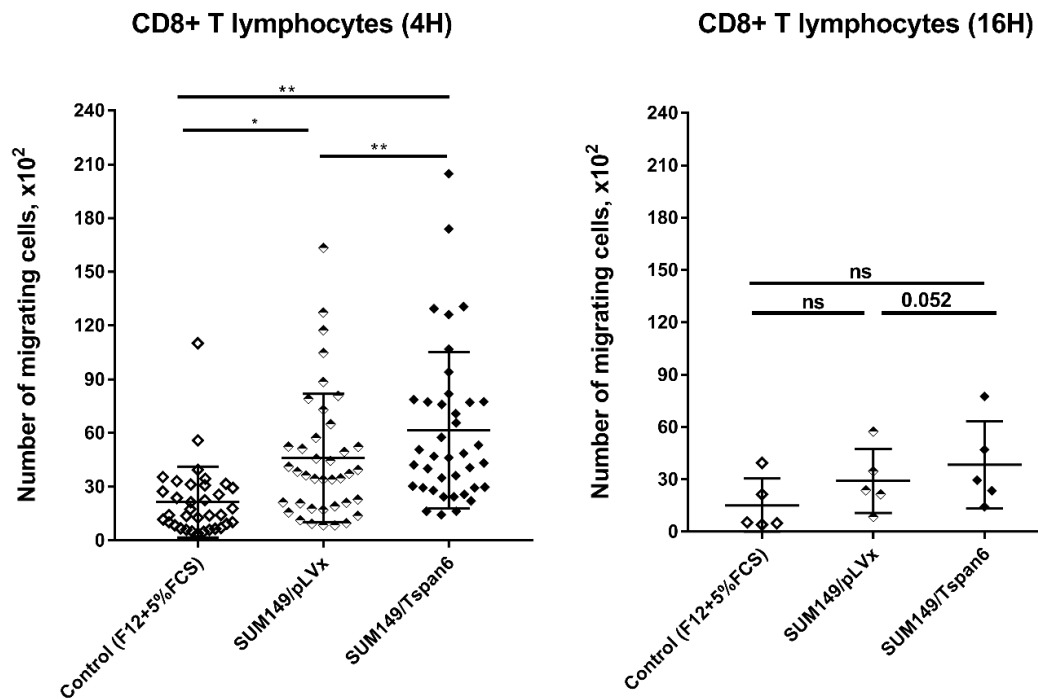 CD8+ T lymphocytes (4H)
Number of migrating cells, x10²
240
210
180
150
120
90
60
30
0
**
*
**
Control (F12+5%FCS)
SUM149/pLVx
SUM149/Tspan6
CD8+ T lymphocytes (16H)
Number of migrating cells, x10²
240
210
180
150
120
90
60
30
0
ns
ns
0.052
Control (F12+5%FCS)
SUM149/pLVx
SUM149/Tspan6